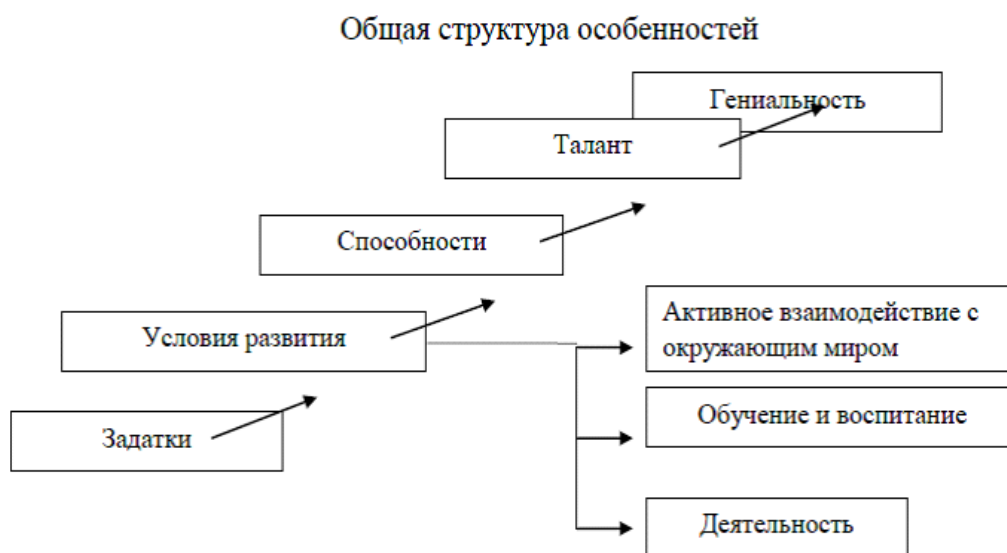 Общая структура особенностей
Гениальность
Талант
Способности
Условия развития
Задатки
Активное взаимодействие с
окружающим миром
Обучение и воспитание
Деятельность